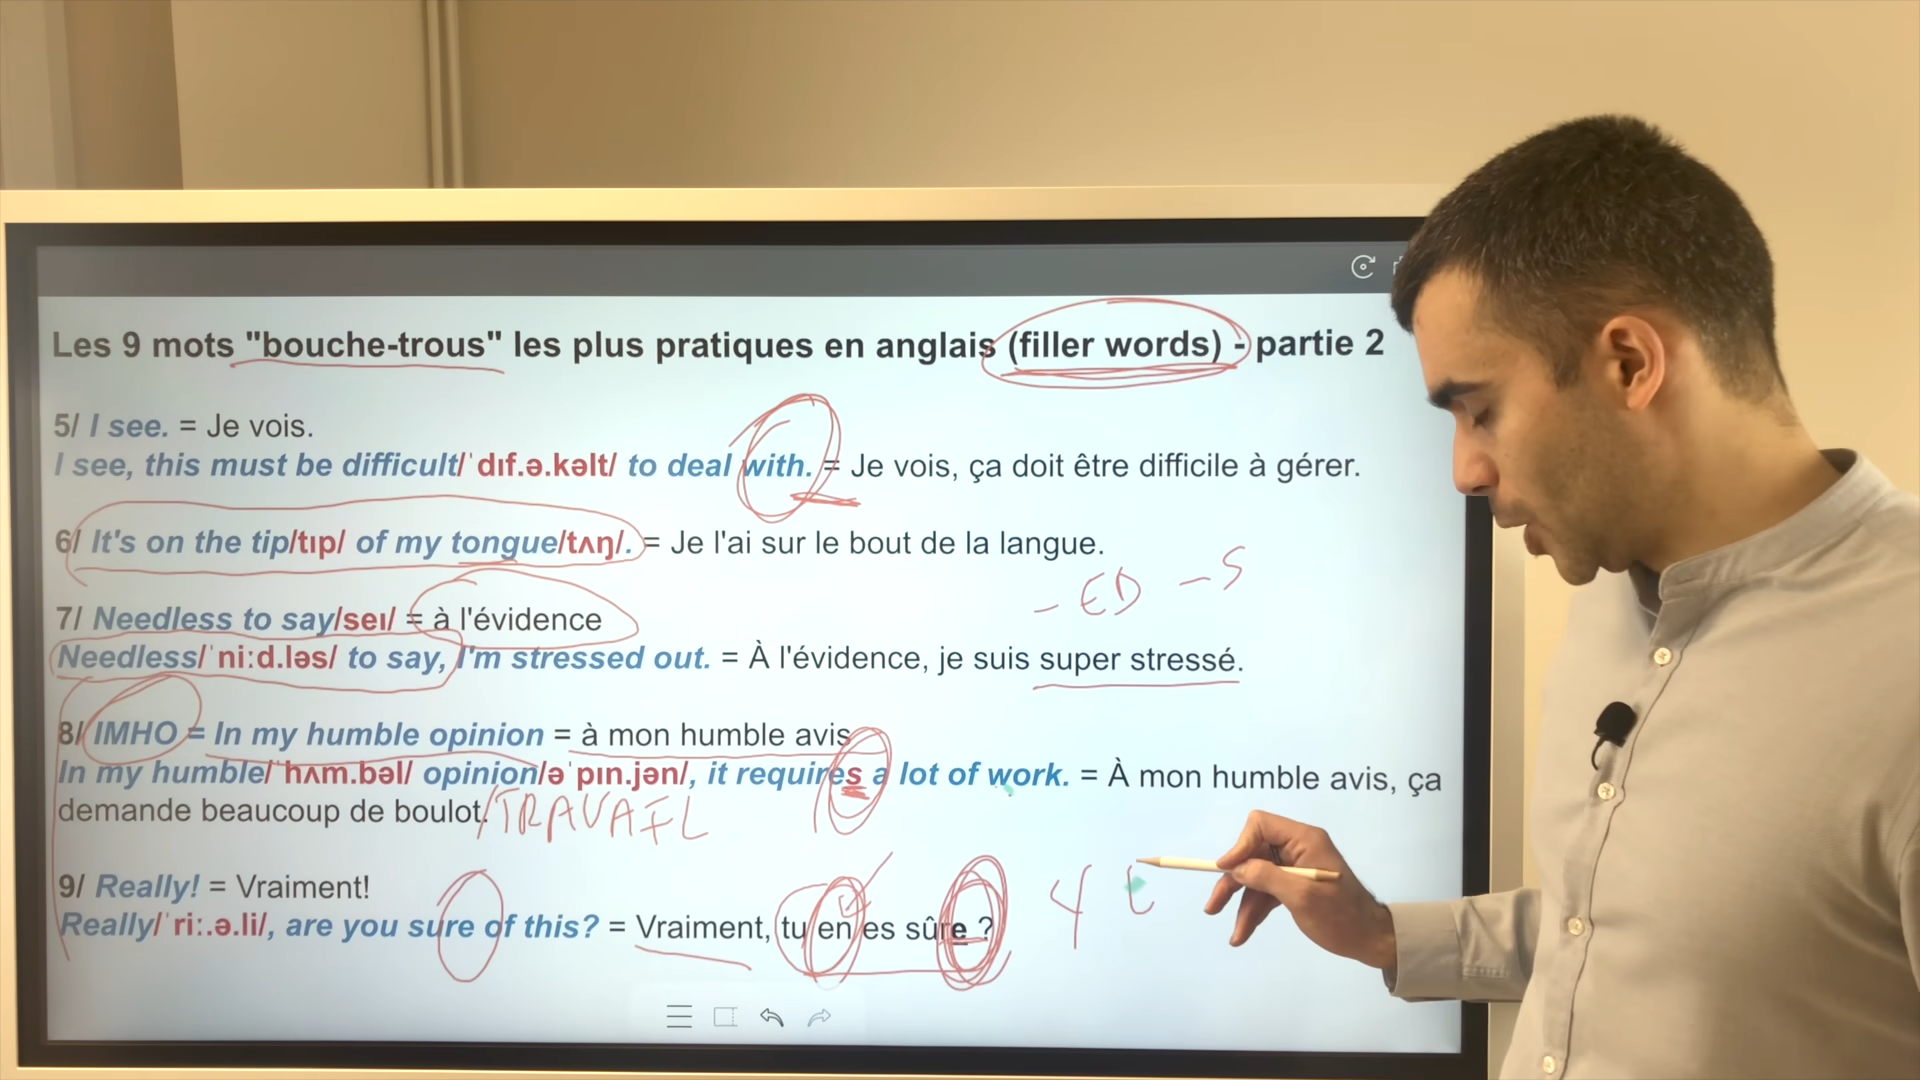 Les 9 mots "bouche-trous" les plus pratiques en anglais (filler words) - partie 2
5/ I see. = Je vois.
I see, this must be difficult/ˈdɪf.ə.kəlt/ to deal with. = Je vois, ça doit être difficile à gérer.
6/ It's on the tip/tɪp/ of my tongue/tʌŋ/. = Je l'ai sur le bout de la langue.
- ED - S
7/ Needless to say/seɪ/ = à l'évidence
Needless/ˈniːd.ləs/ to say, I'm stressed out. = À l'évidence, je suis super stressé.
8/ IMHO = In my humble opinion = à mon humble avis
In my humble/ˈhʌm.bəl/ opinion/əˈpɪn.jən/, it requires a lot of work. = À mon humble avis, ça
demande beaucoup de boulot. /TRAVAIL
9/ Really! = Vraiment!
Really/ˈriː.ə.li/, are you sure of this? = Vraiment, tu en es sûre ?